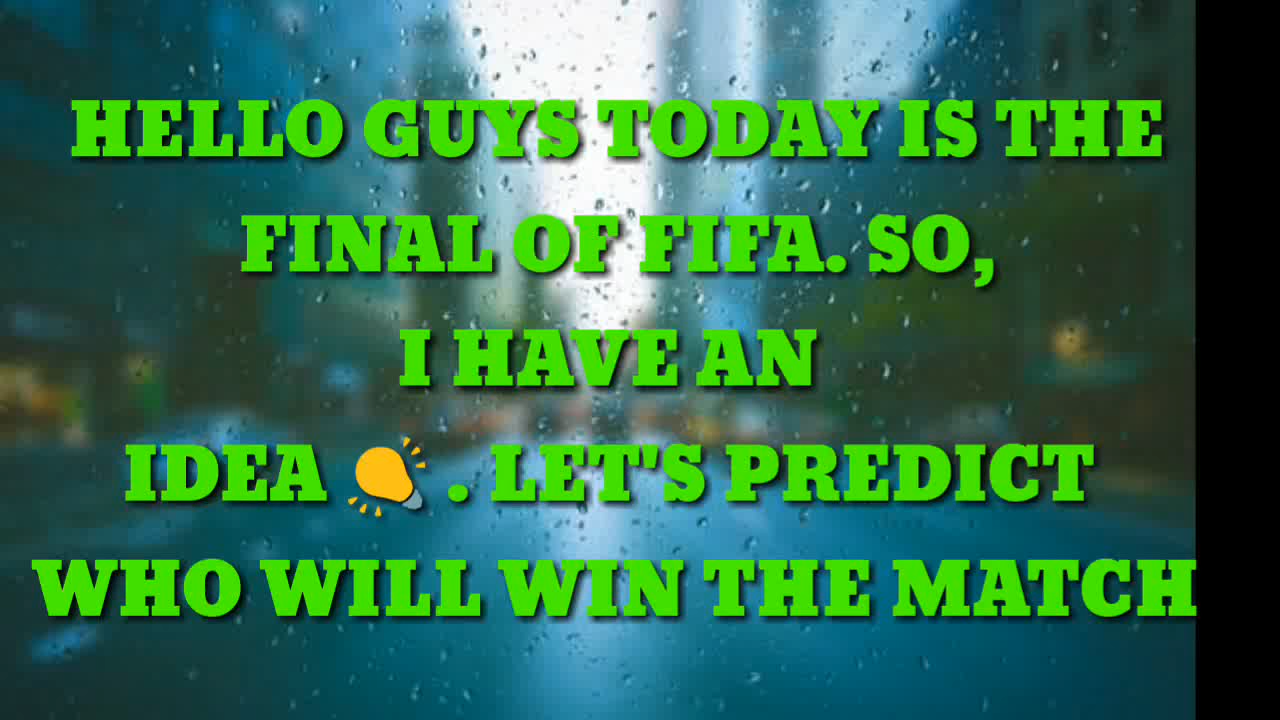 HELLO GUYS TODAY IS THE
FINAL OF FIFA. SO,
I HAVE AN
IDEA 💡 . LET'S PREDICT
WHO WILL WIN THE MATCH